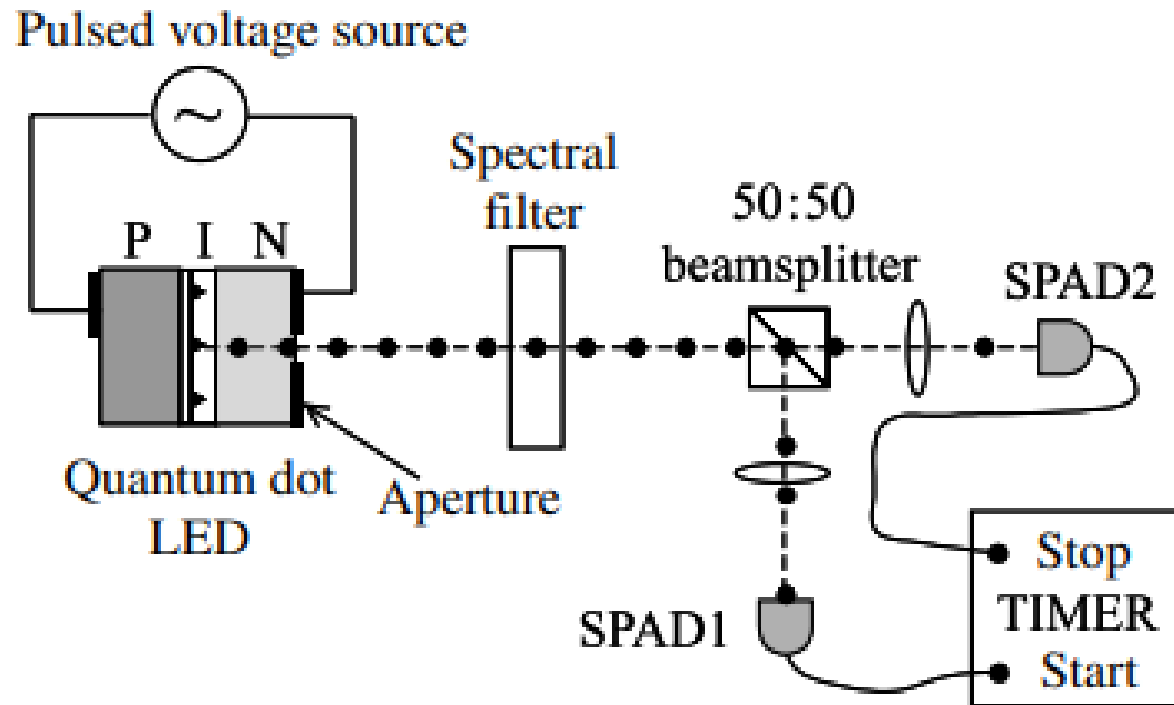 Pulsed voltage source
~
Spectral
filter
50:50
beamsplitter
SPAD2
P I N
Quantum dot
LED
Aperture
SPAD1
Stop
TIMER
Start